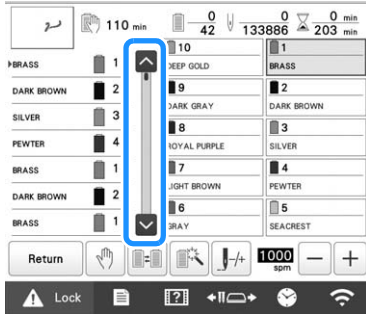 110 min 0 42 0 133886 0 min 203 min
BRASS 1
DARK BROWN 2
SILVER 3
PEWTER 4
BRASS 1
DARK BROWN 2
BRASS 1
10 DEEP GOLD
1 BRASS
9 DARK GRAY
2 DARK BROWN
8 ROYAL PURPLE
3 SILVER
7 LIGHT BROWN
4 PEWTER
6 GRAY
5 SEACREST
Return -/+ 1000 spm - +
Lock ?